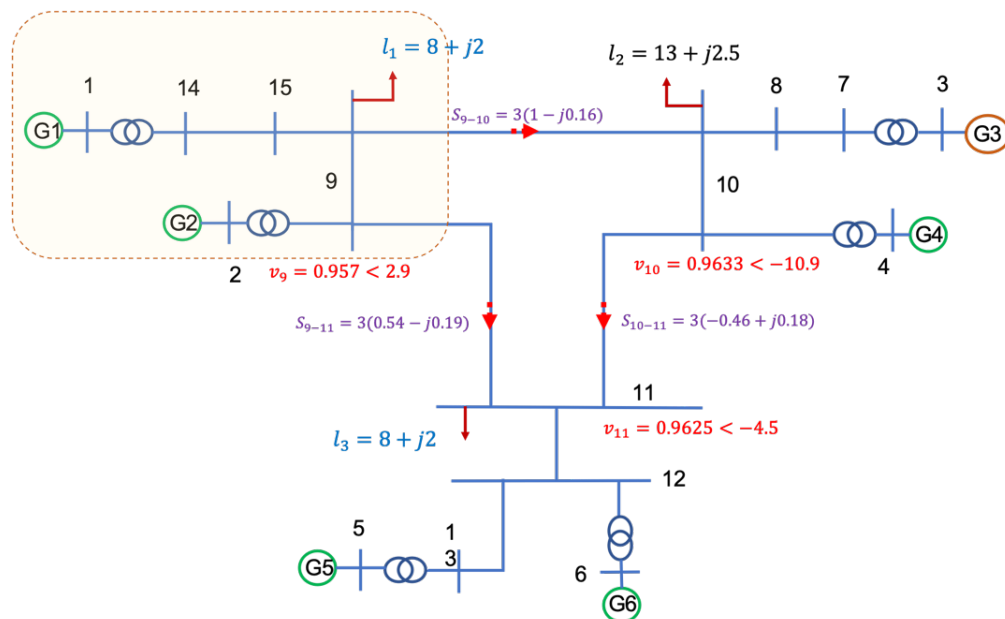 l₁ = 8 + j2
l₂ = 13 + j2.5
1
14
15
8
7
3
G1
S₉₋₁₀ = 3(1 − j0.16)
G3
9
10
G2
G4
2
v₉ = 0.957 < 2.9
v₁₀ = 0.9633 < −10.9
4
S₉₋₁₁ = 3(0.54 − j0.19)
S₁₀₋₁₁ = 3(−0.46 + j0.18)
11
l₃ = 8 + j2
v₁₁ = 0.9625 < −4.5
12
5
1
3
G5
6
G6